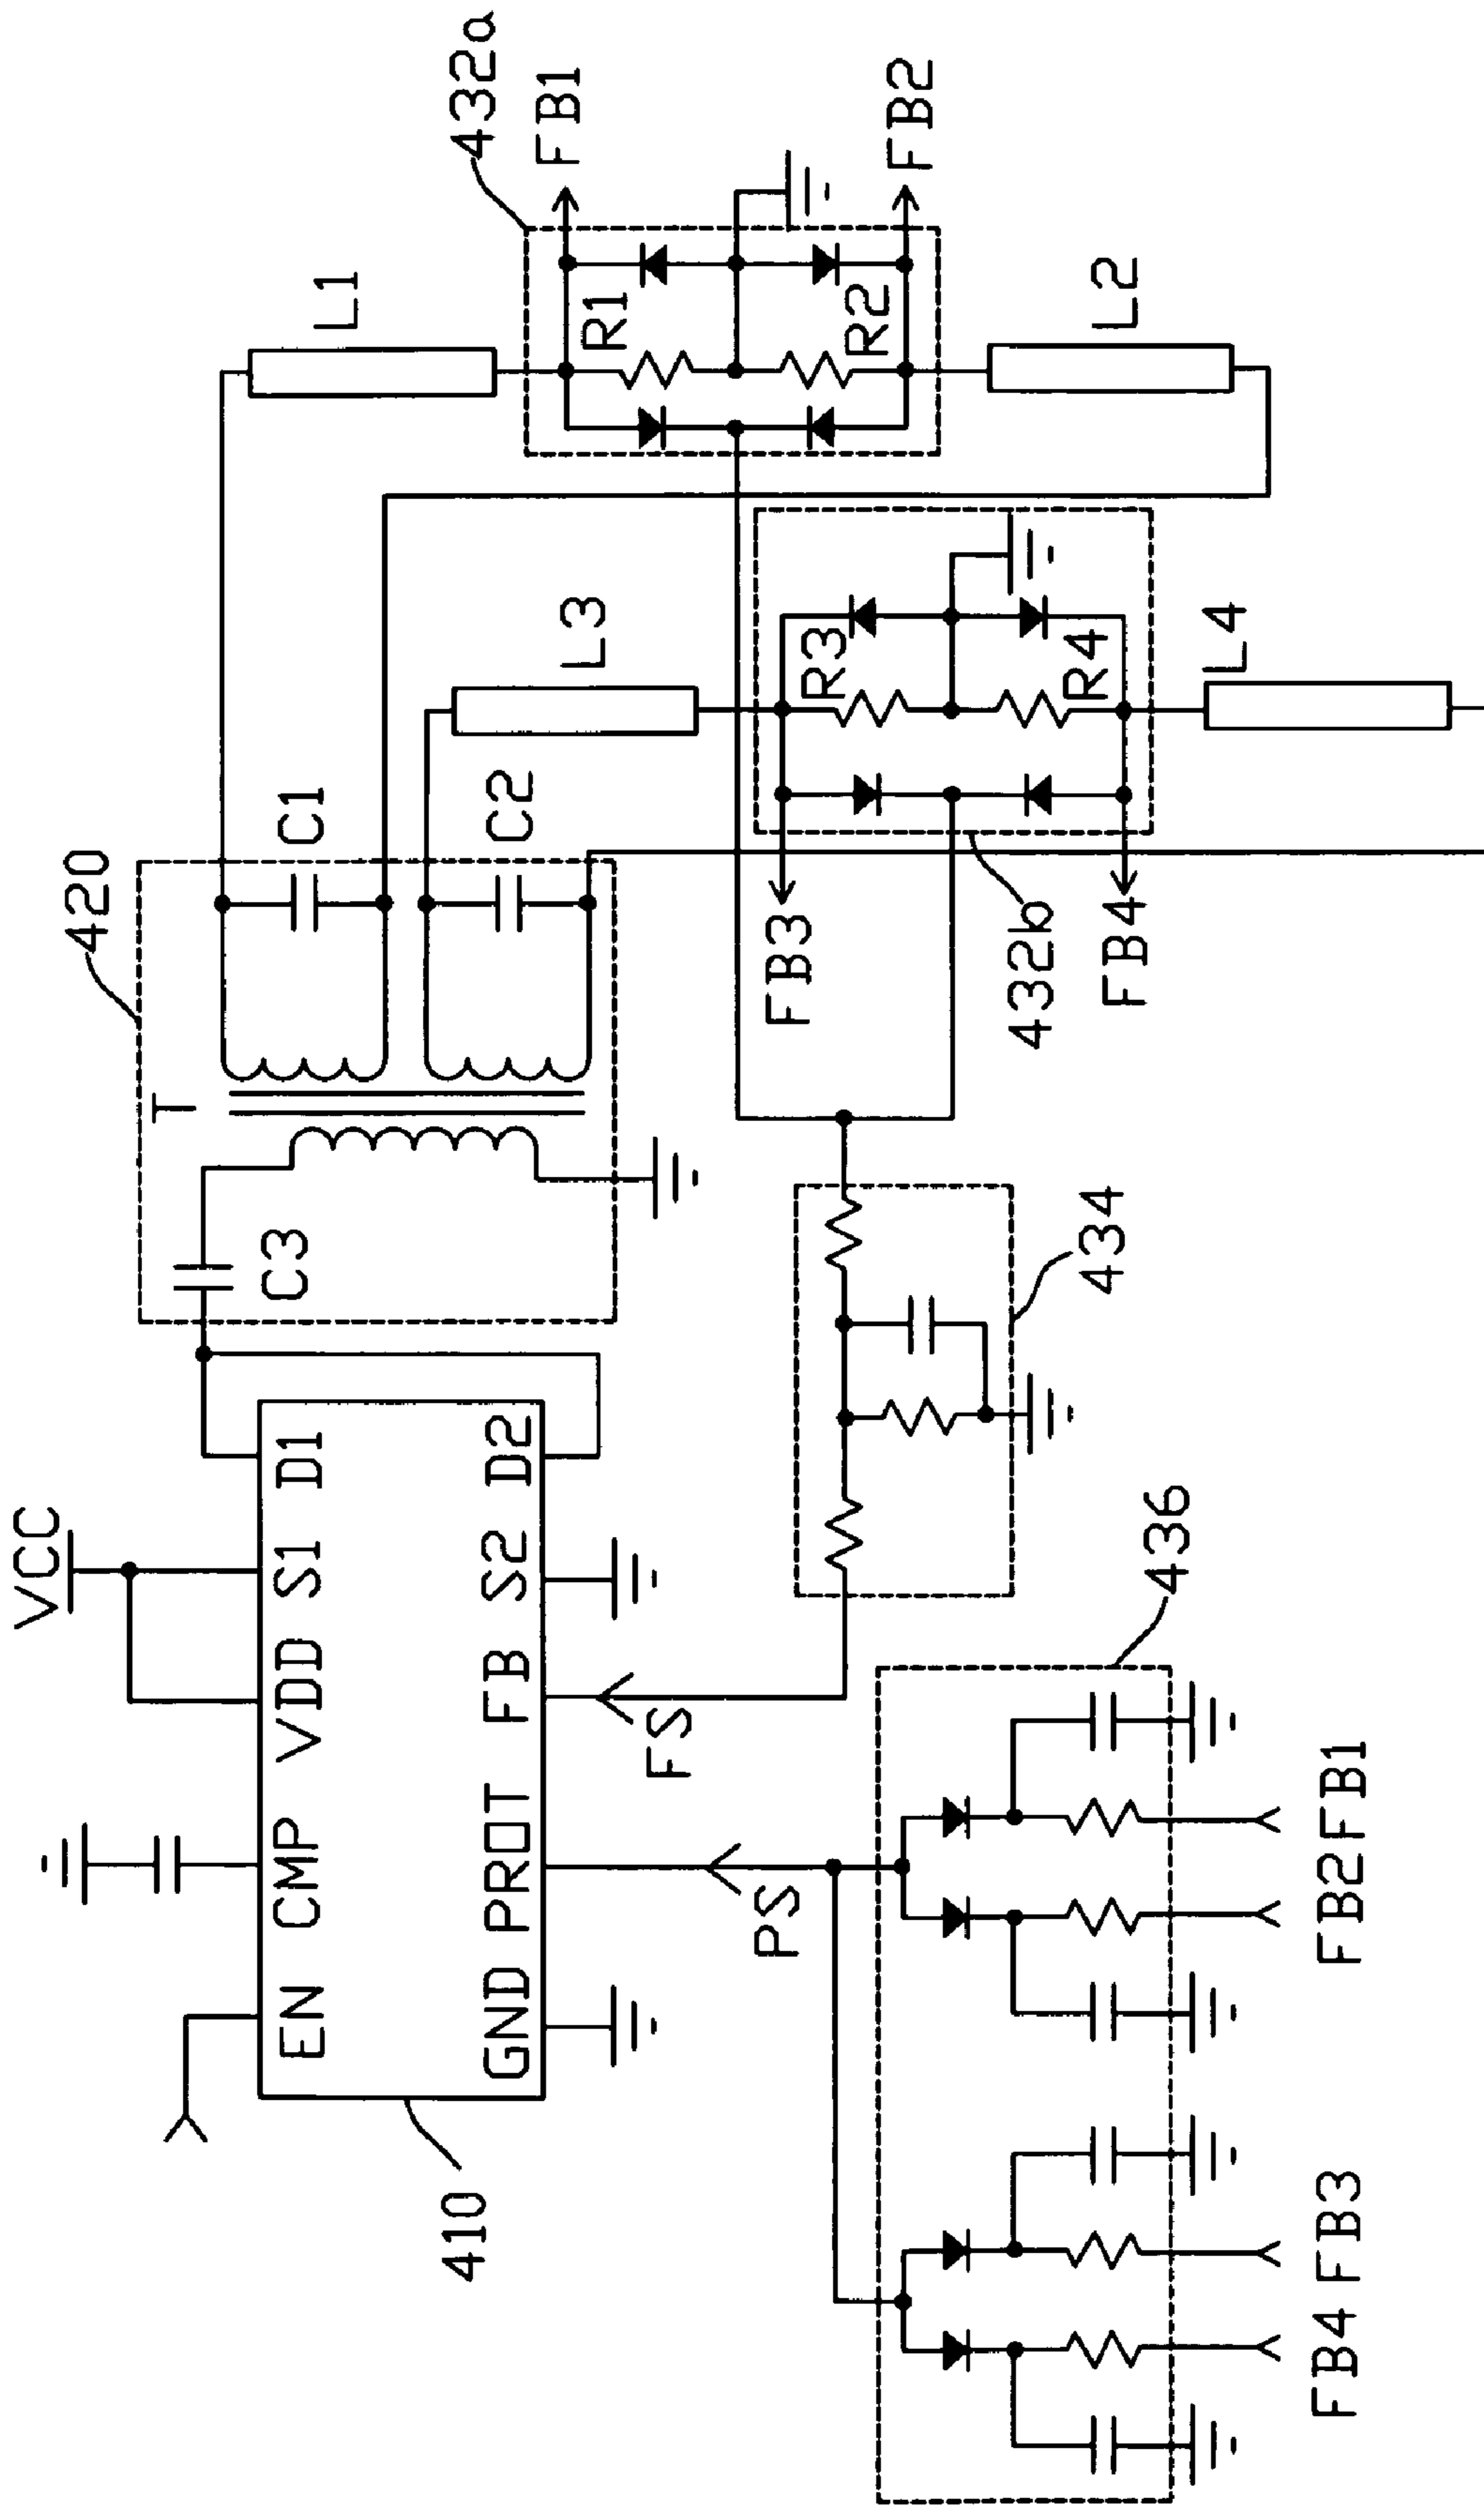 VCC
EN CMP VDD S1 D1
GND PROT FB S2 D2
410
C3
T
420
C1
C2
L1
L3
432a
FB1
R1
R2
FB2
L2
R3
R4
L4
FB3
432b
FB4
434
FS
PS
436
FB4 FB3 FB2 FB1